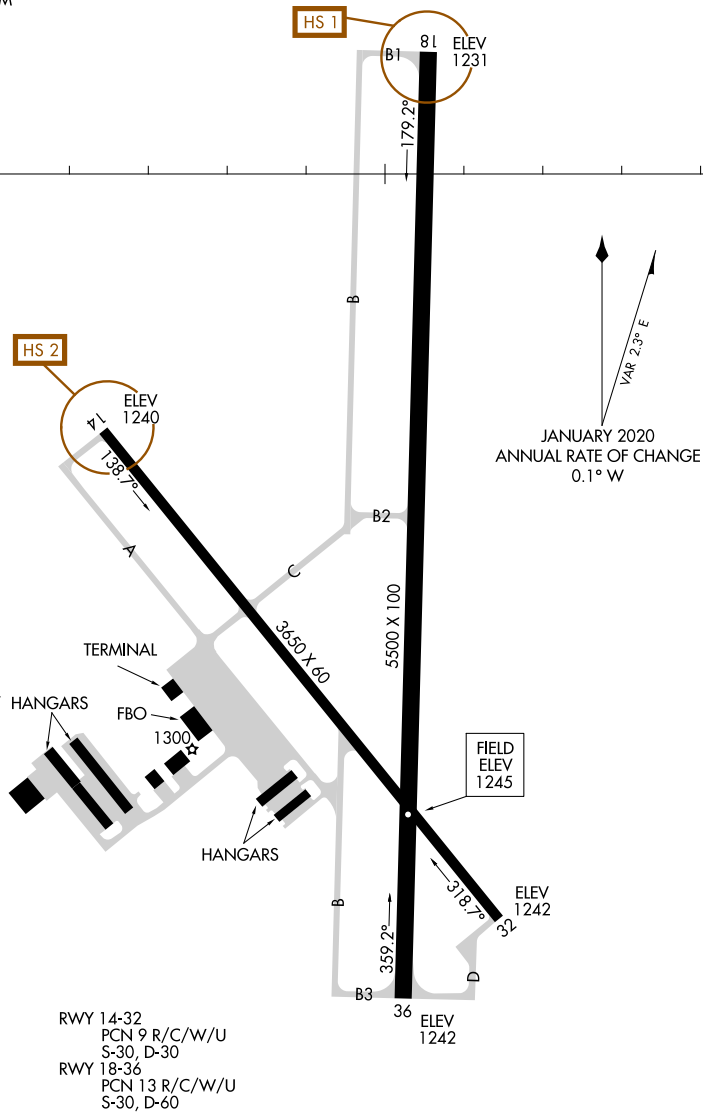 M
HS 1
18
ELEV
1231
B1
179.2°
B
HS 2
ELEV
1240
14
138.7°
VAR 2.3° E
JANUARY 2020
ANNUAL RATE OF CHANGE
0.1° W
A
B2
C
3650 X 60
5500 X 100
TERMINAL
HANGARS
FBO
1300
FIELD
ELEV
1245
HANGARS
318.7°
ELEV
1242
32
B
359.2°
D
B3
36
ELEV
1242
RWY 14-32
PCN 9 R/C/W/U
S-30, D-30
RWY 18-36
PCN 13 R/C/W/U
S-30, D-60